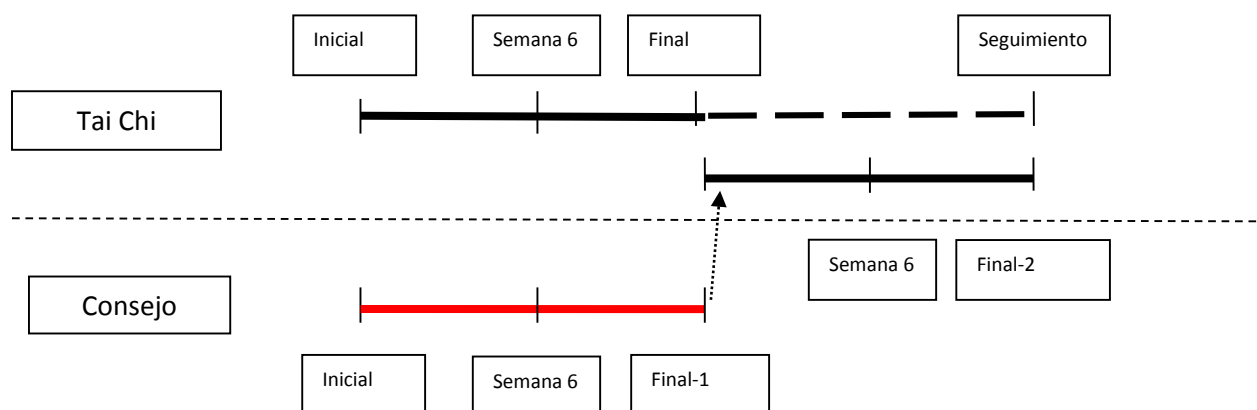 Inicial
Semana 6
Final
Seguimiento
Tai Chi
Semana 6
Final-2
Consejo
Inicial
Semana 6
Final-1